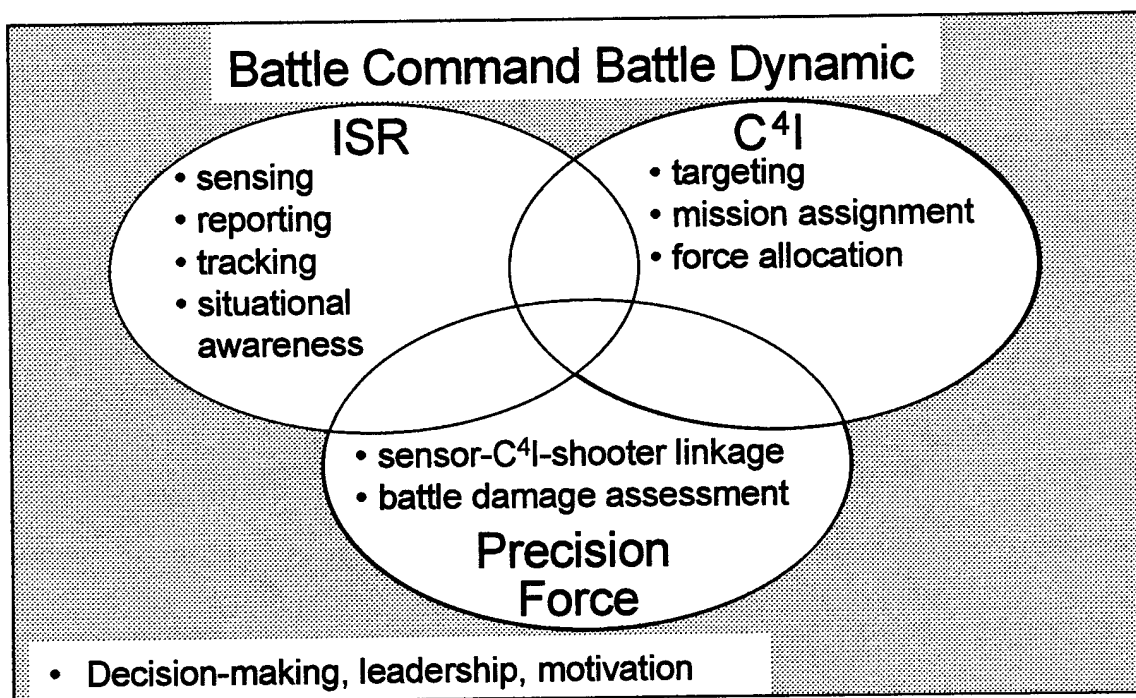 Battle Command Battle Dynamic
ISR
• sensing
• reporting
• tracking
• situational
awareness
C⁴I
• targeting
• mission assignment
• force allocation
• sensor-C⁴I-shooter linkage
• battle damage assessment
Precision
Force
• Decision-making, leadership, motivation